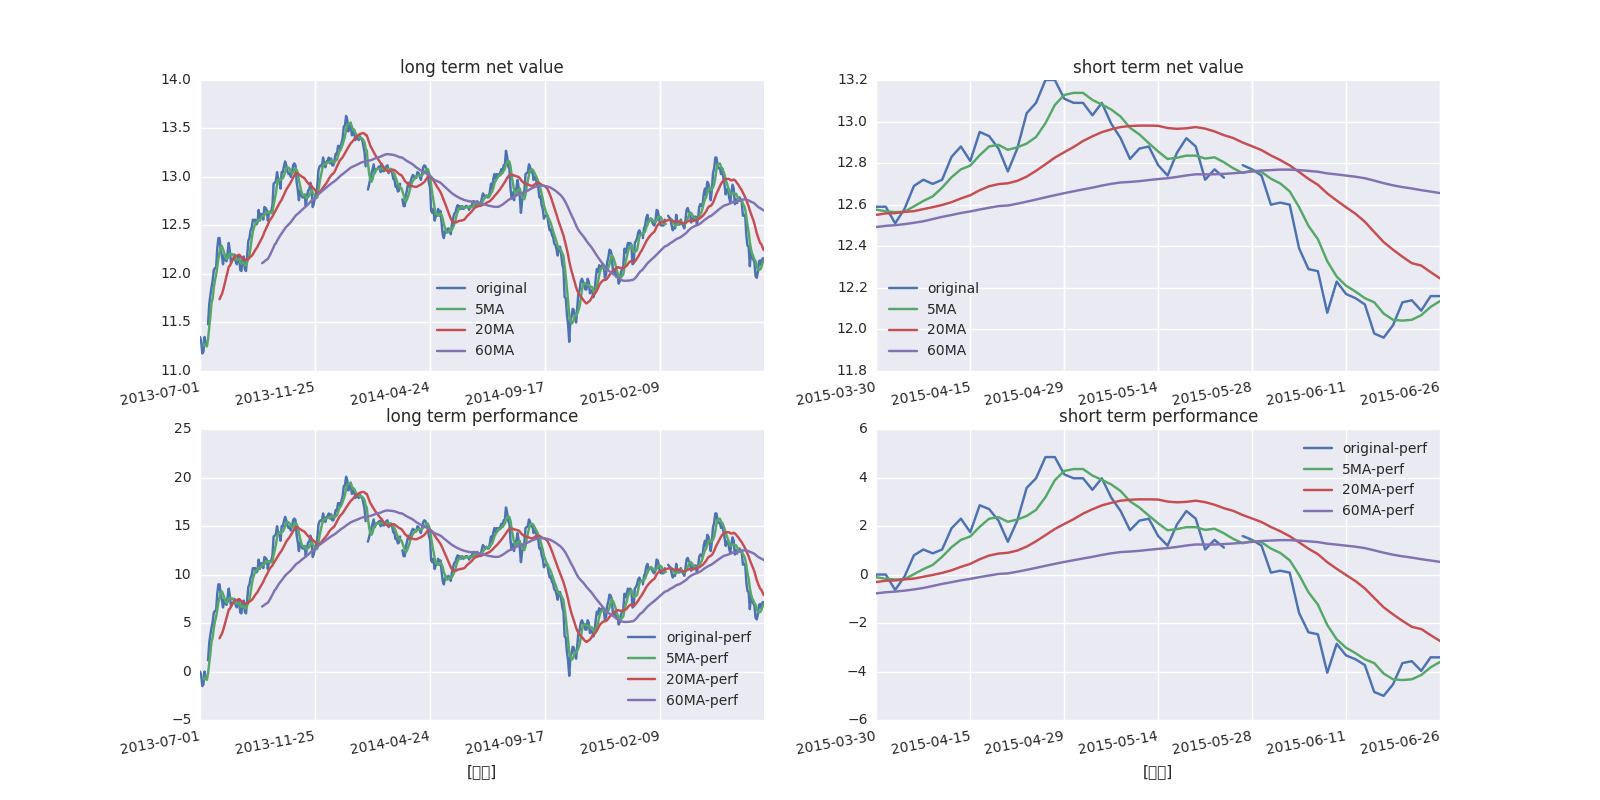 long term net value
14.0
13.5
13.0
12.5
12.0
11.5
11.0
original
5MA
20MA
60MA
2013-07-01
2013-11-25
2014-04-24
2014-09-17
2015-02-09
short term net value
13.2
13.0
12.8
12.6
12.4
12.2
12.0
11.8
original
5MA
20MA
60MA
2015-03-30
2015-04-15
2015-04-29
2015-05-14
2015-05-28
2015-06-11
2015-06-26
long term performance
25
20
15
10
5
0
−5
original-perf
5MA-perf
20MA-perf
60MA-perf
2013-07-01
2013-11-25
2014-04-24
2014-09-17
2015-02-09
short term performance
6
4
2
0
−2
−4
−6
original-perf
5MA-perf
20MA-perf
60MA-perf
2015-03-30
2015-04-15
2015-04-29
2015-05-14
2015-05-28
2015-06-11
2015-06-26